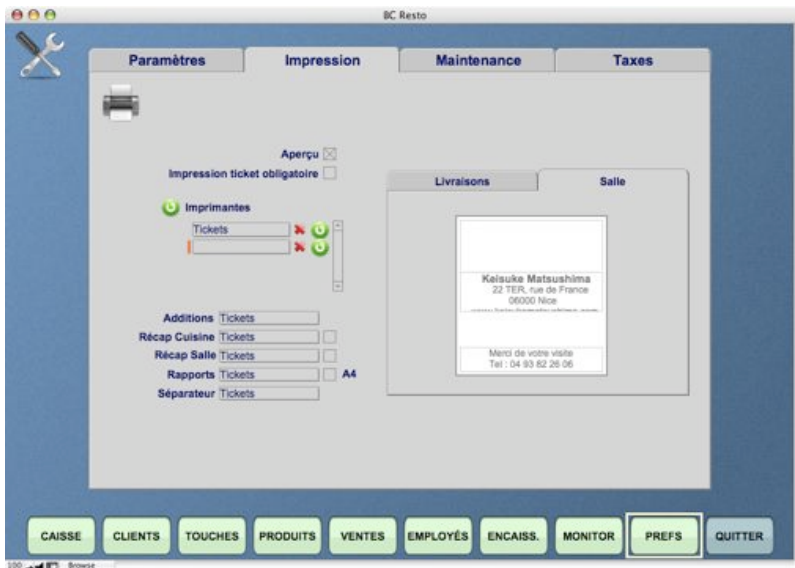 BC Resto
Paramètres
Impression
Maintenance
Taxes
Aperçu
Impression ticket obligatoire
Imprimantes
Tickets
Additions Tickets
Récap Cuisine Tickets
Récap Salle Tickets
Rapports Tickets A4
Séparateur Tickets
Livraisons
Salle
Keisuke Matsushima
22 TER, rue de France
06000 Nice
Merci de votre visite
Tel : 04 93 82 26 06
CAISSE
CLIENTS
TOUCHES
PRODUITS
VENTES
EMPLOYÉS
ENCAISS.
MONITOR
PREFS
QUITTER
100
Browse